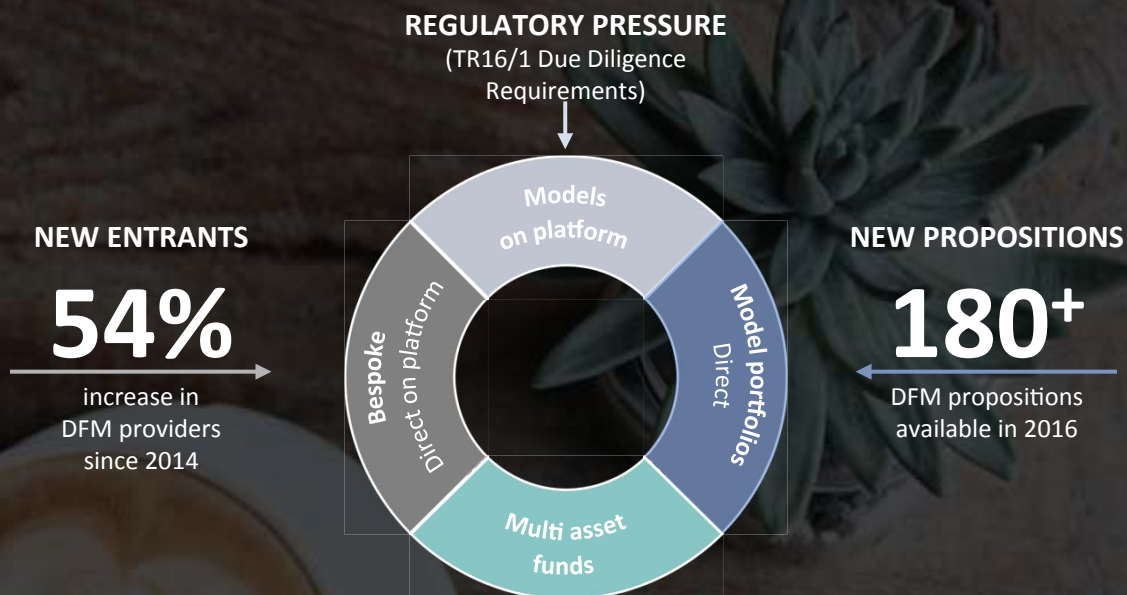 REGULATORY PRESSURE
(TR16/1 Due Diligence
Requirements)
NEW ENTRANTS
54%
increase in
DFM providers
since 2014
Models
on platform
Bespoke
Direct on platform
Model portfolios
Direct
Multi asset
funds
NEW PROPOSITIONS
180+
DFM propositions
available in 2016